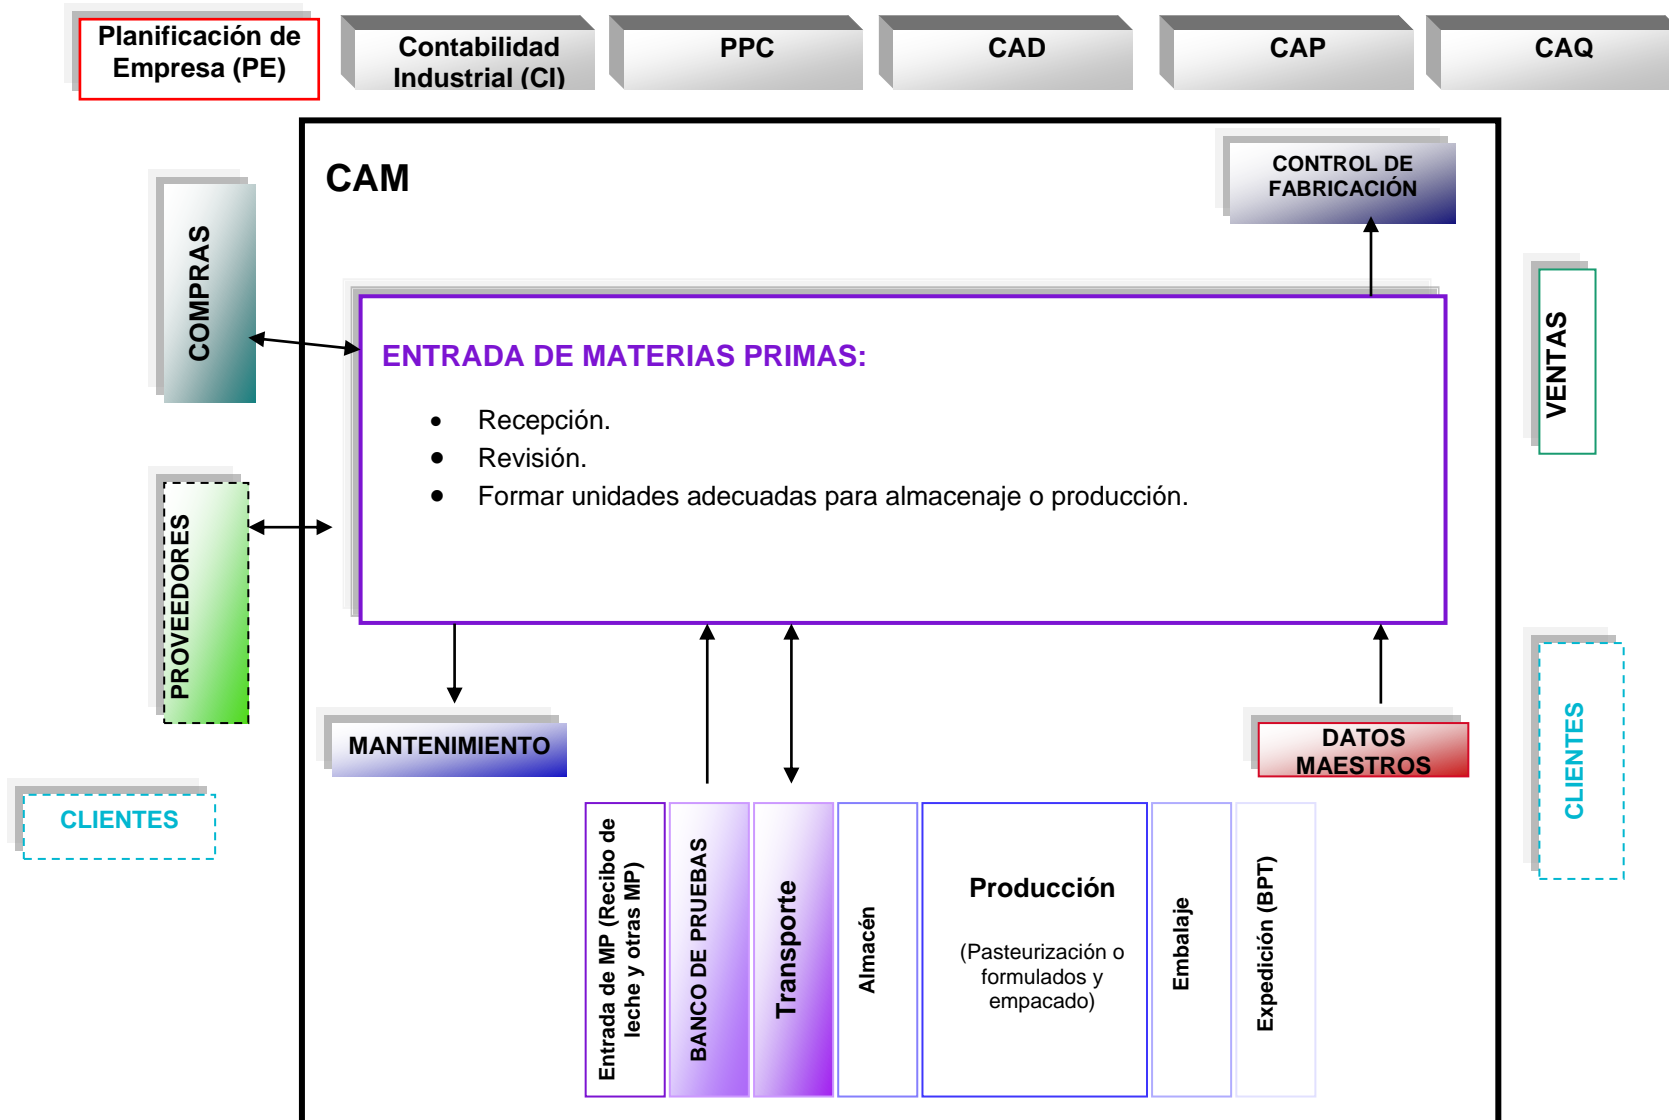 Planificación de
Empresa (PE)
Contabilidad
Industrial (CI)
PPC
CAD
CAP
CAQ
CAM
CONTROL DE
FABRICACIÓN
COMPRAS
ENTRADA DE MATERIAS PRIMAS:
• Recepción.
• Revisión.
• Formar unidades adecuadas para almacenaje o producción.
VENTAS
PROVEEDORES
MANTENIMIENTO
DATOS
MAESTROS
CLIENTES
CLIENTES
Entrada de MP (Recibo de
leche y otras MP)
BANCO DE PRUEBAS
Transporte
Almacén
Producción
(Pasteurización o
formulados y
empacado)
Embalaje
Expedición (BPT)